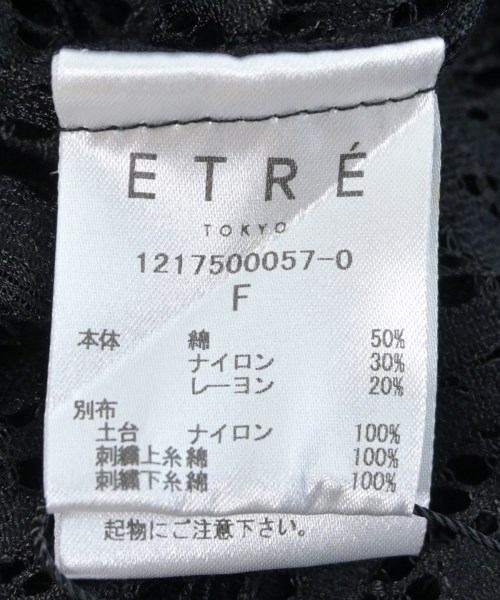 ETRÉ
TOKYO
1217500057-0
F
本体 綿 50%
ナイロン 30%
レーヨン 20%
別布
土台 ナイロン 100%
刺繍上糸綿 100%
刺繍下糸綿 100%
起物にご注意下さい。